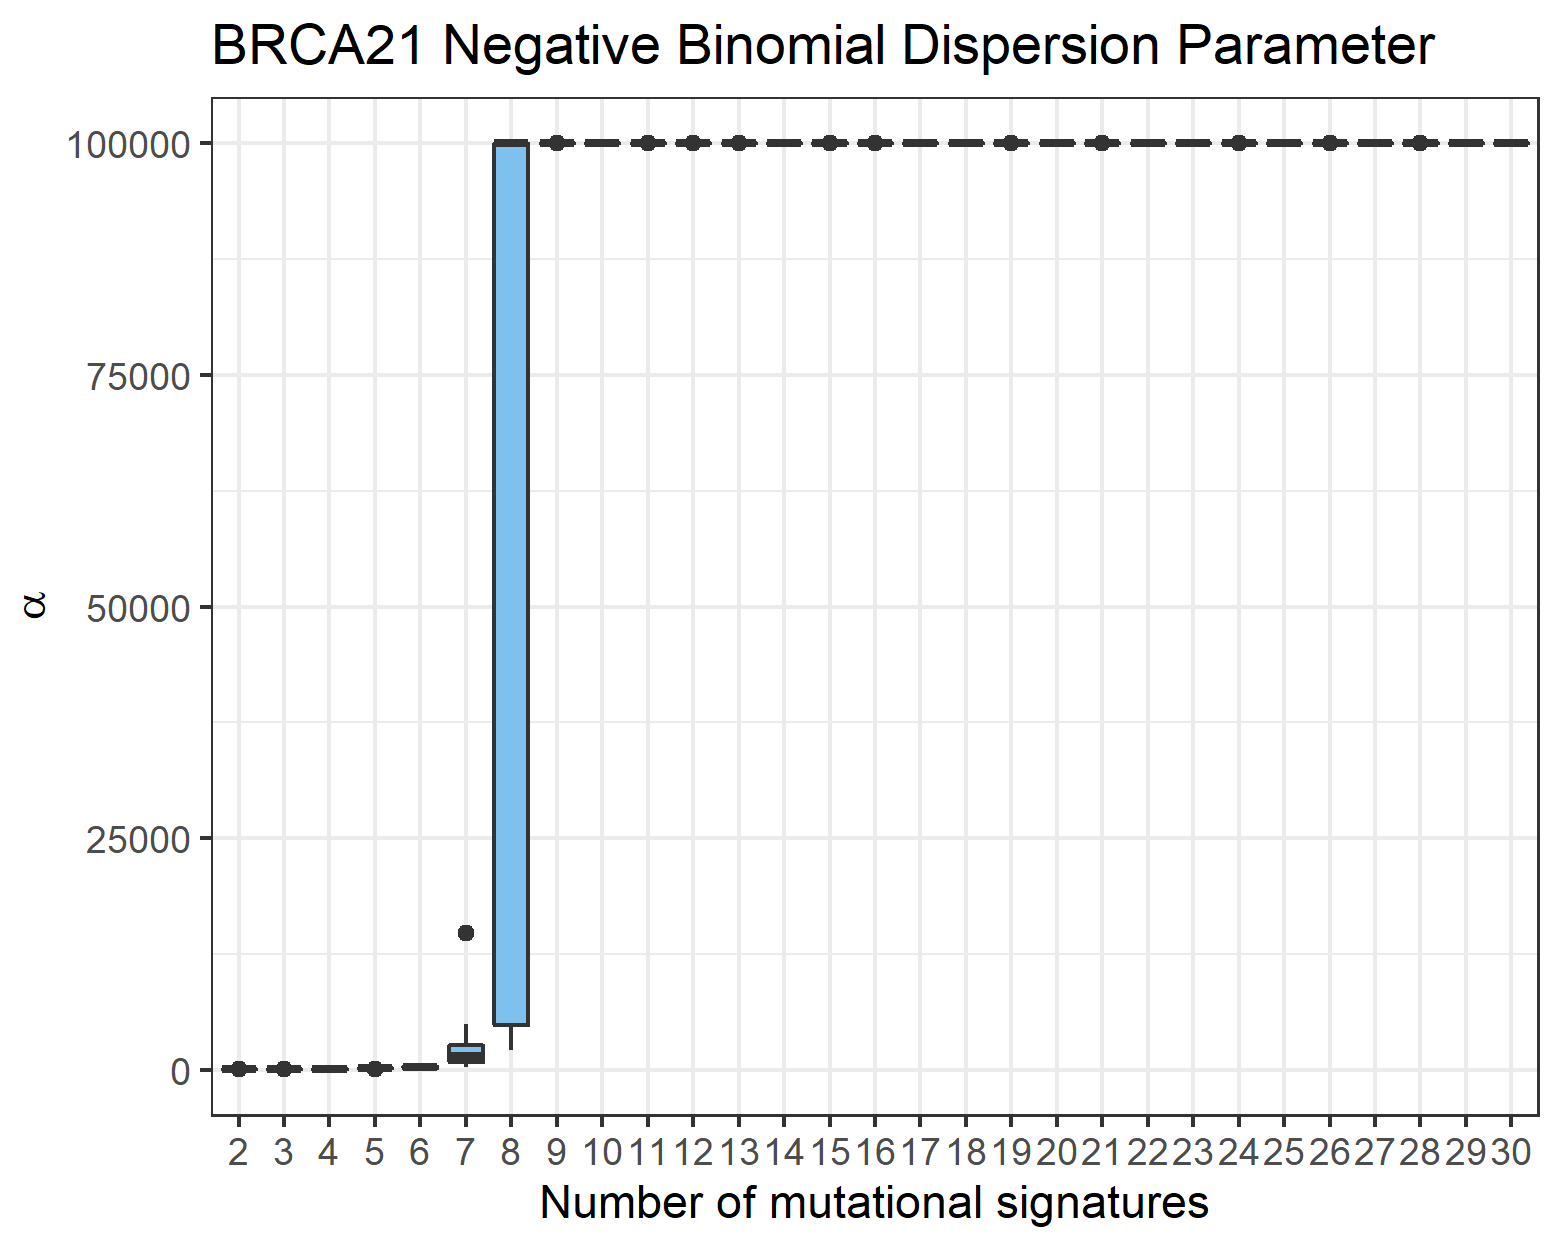 BRCA21 Negative Binomial Dispersion Parameter
100000
75000
50000
25000
0
α
2 3 4 5 6 7 8 9 10 11 12 13 14 15 16 17 18 19 20 21 22 23 24 25 26 27 28 29 30
Number of mutational signatures